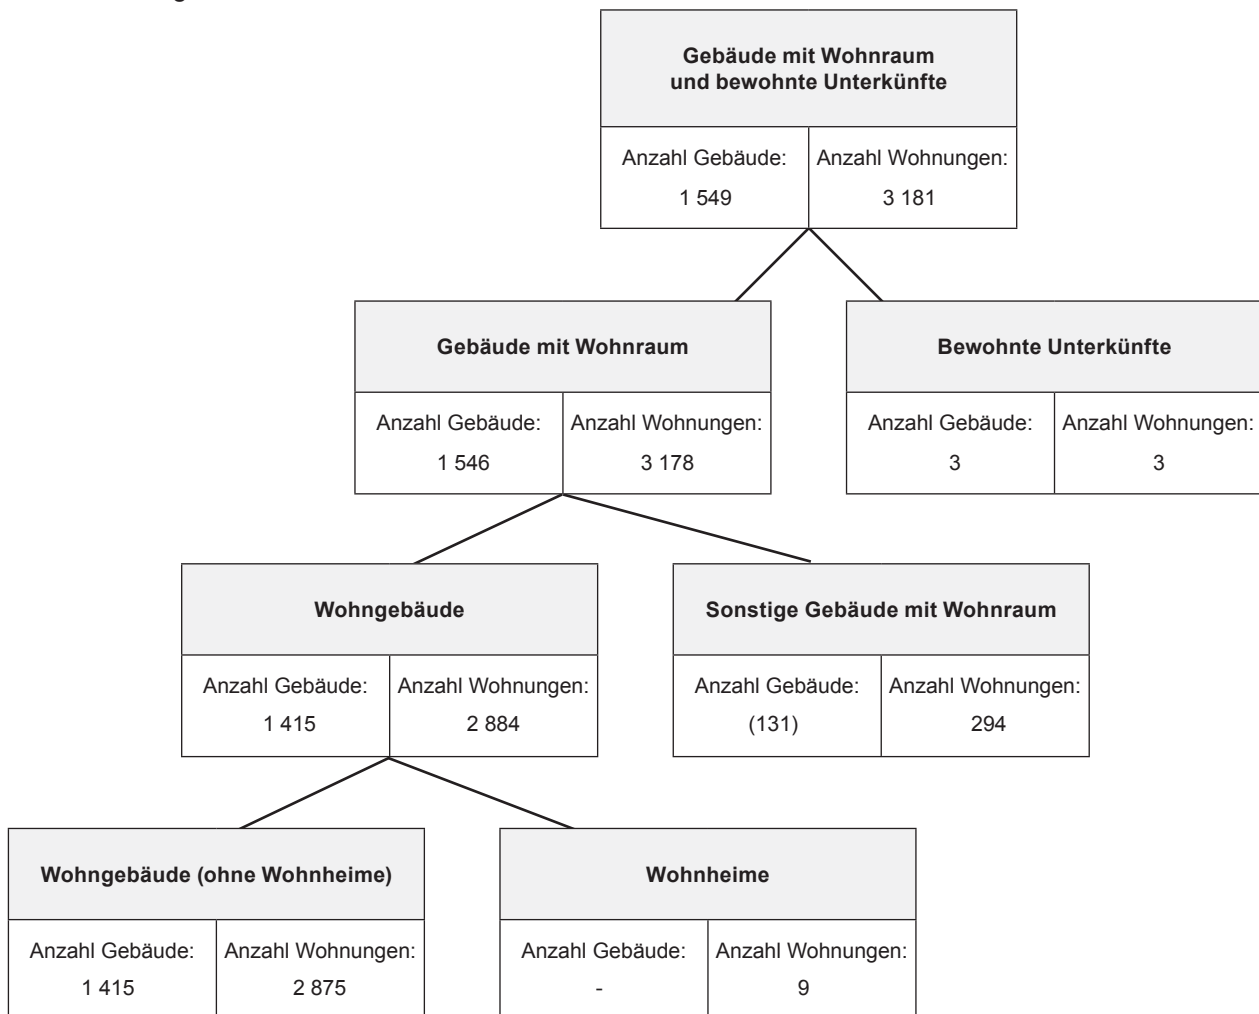 Gebäude mit Wohnraum
und bewohnte Unterkünfte
Anzahl Gebäude: Anzahl Wohnungen:
1 549 3 181
Gebäude mit Wohnraum Bewohnte Unterkünfte
Anzahl Gebäude: Anzahl Wohnungen: Anzahl Gebäude: Anzahl Wohnungen:
1 546 3 178 3 3
Wohngebäude Sonstige Gebäude mit Wohnraum
Anzahl Gebäude: Anzahl Wohnungen: Anzahl Gebäude: Anzahl Wohnungen:
1 415 2 884 (131) 294
Wohngebäude (ohne Wohnheime) Wohnheime
Anzahl Gebäude: Anzahl Wohnungen: Anzahl Gebäude: Anzahl Wohnungen:
1 415 2 875 - 9